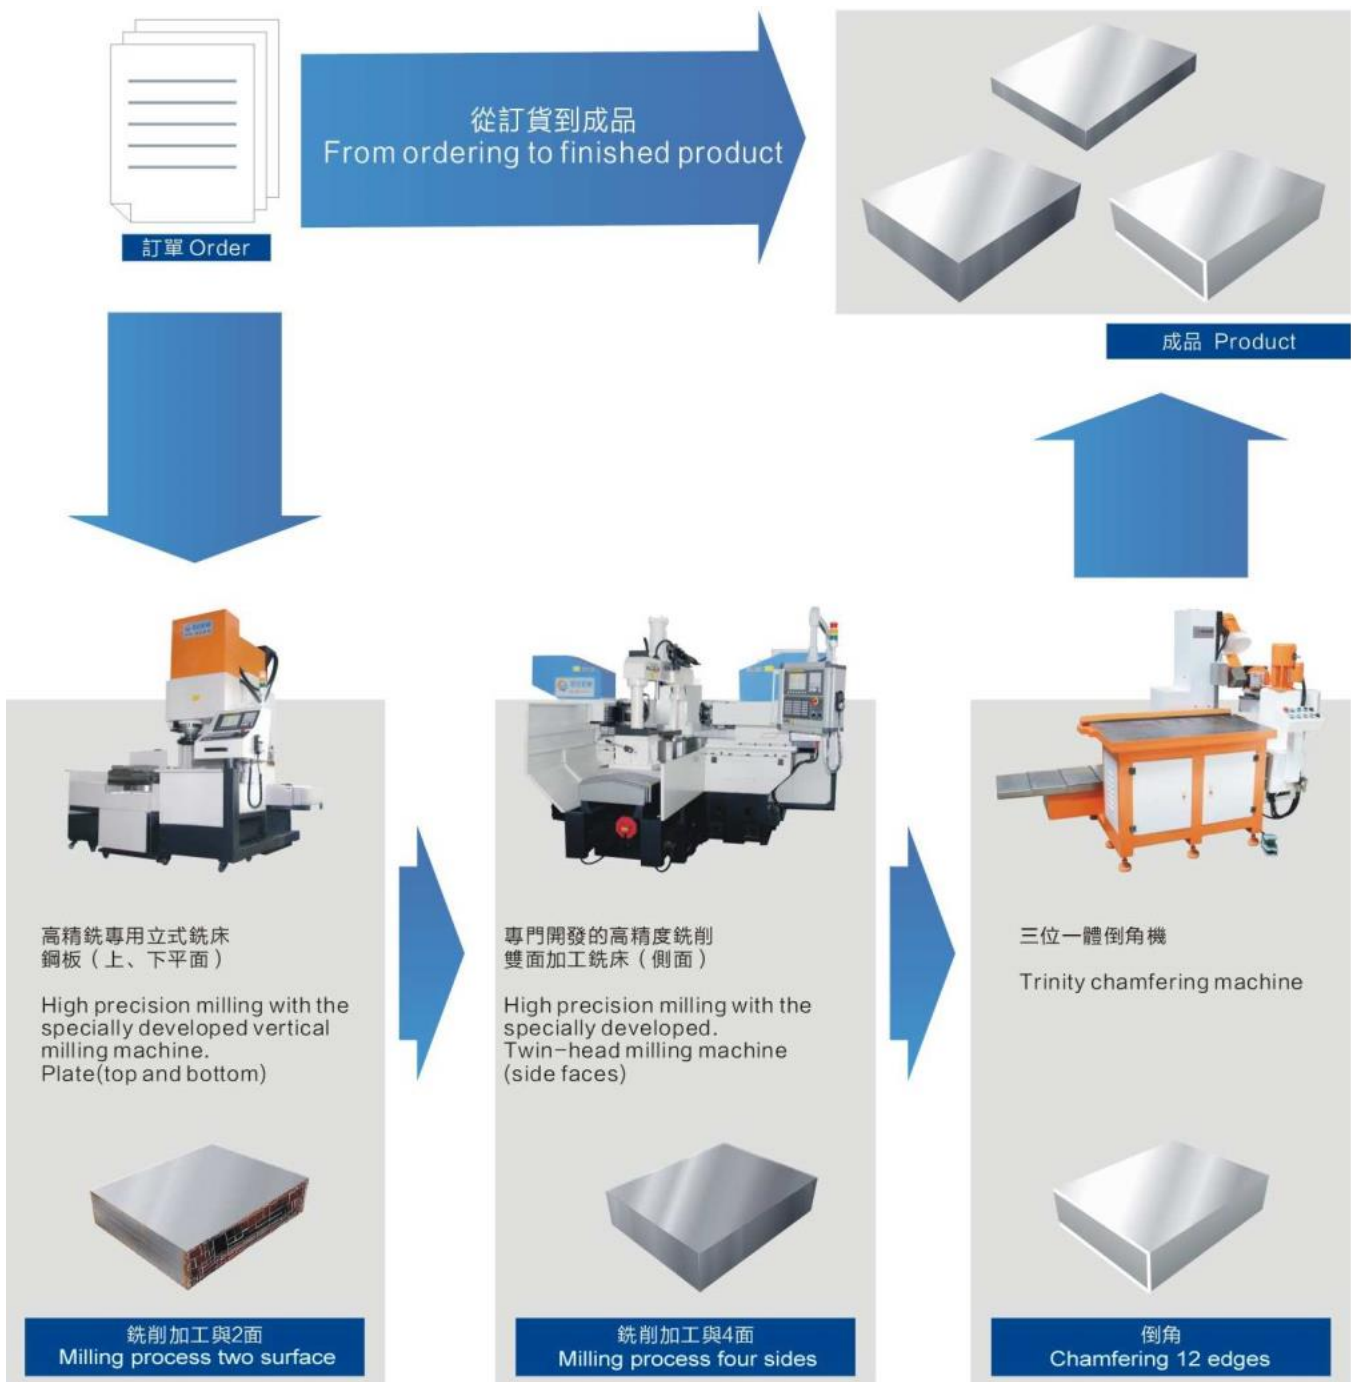 從訂貨到成品
From ordering to finished product
訂單 Order
成品 Product
高精銑專用立式銑床
鋼板（上、下平面）
High precision milling with the
specially developed vertical
milling machine.
Plate(top and bottom)
銑削加工與2面
Milling process two surface
專門開發的高精度銑削
雙面加工銑床（側面）
High precision milling with the
specially developed.
Twin-head milling machine
(side faces)
銑削加工與4面
Milling process four sides
三位一體倒角機
Trinity chamfering machine
倒角
Chamfering 12 edges